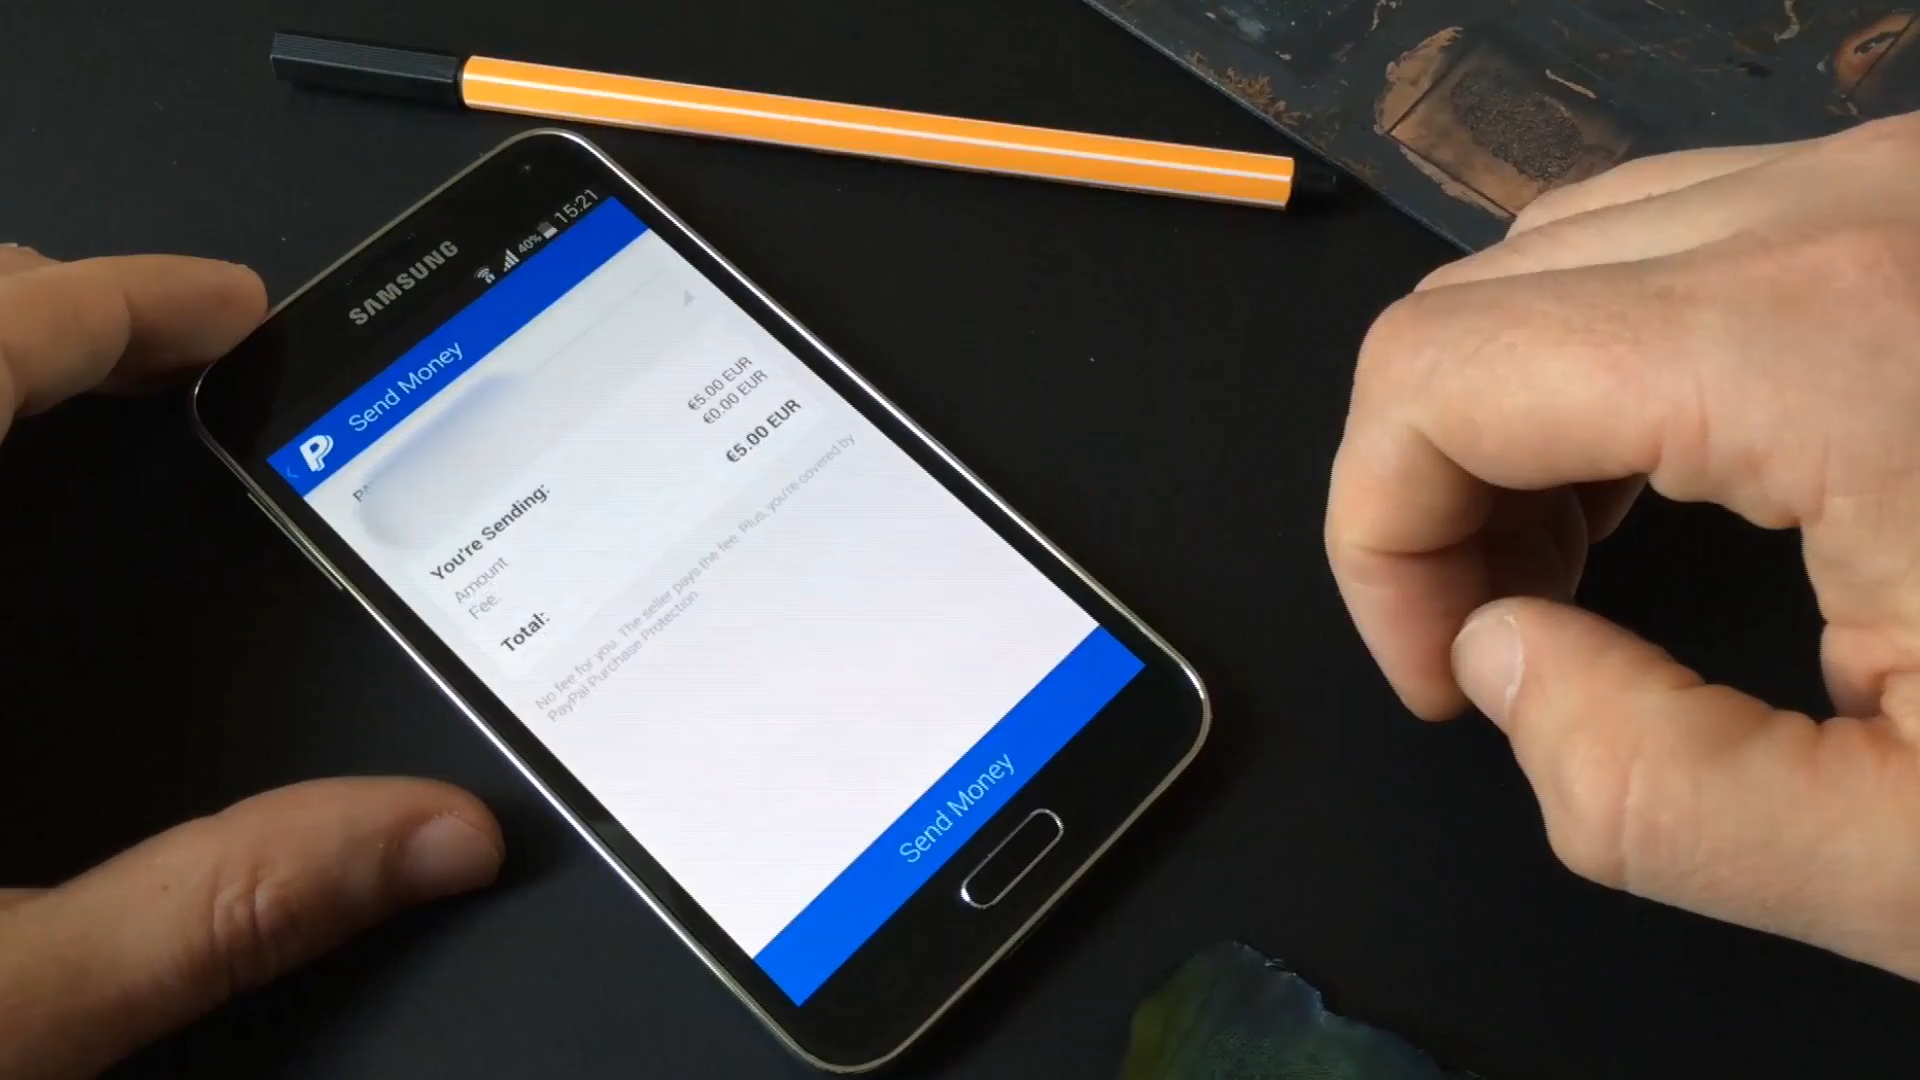 SAMSUNG
40% 15:21
Send Money
You're Sending:
Amount €5.00 EUR
Fee: €0.00 EUR
Total: €5.00 EUR
No fee for you. The seller pays the fee. Plus, you're covered by
PayPal Purchase Protection
Send Money